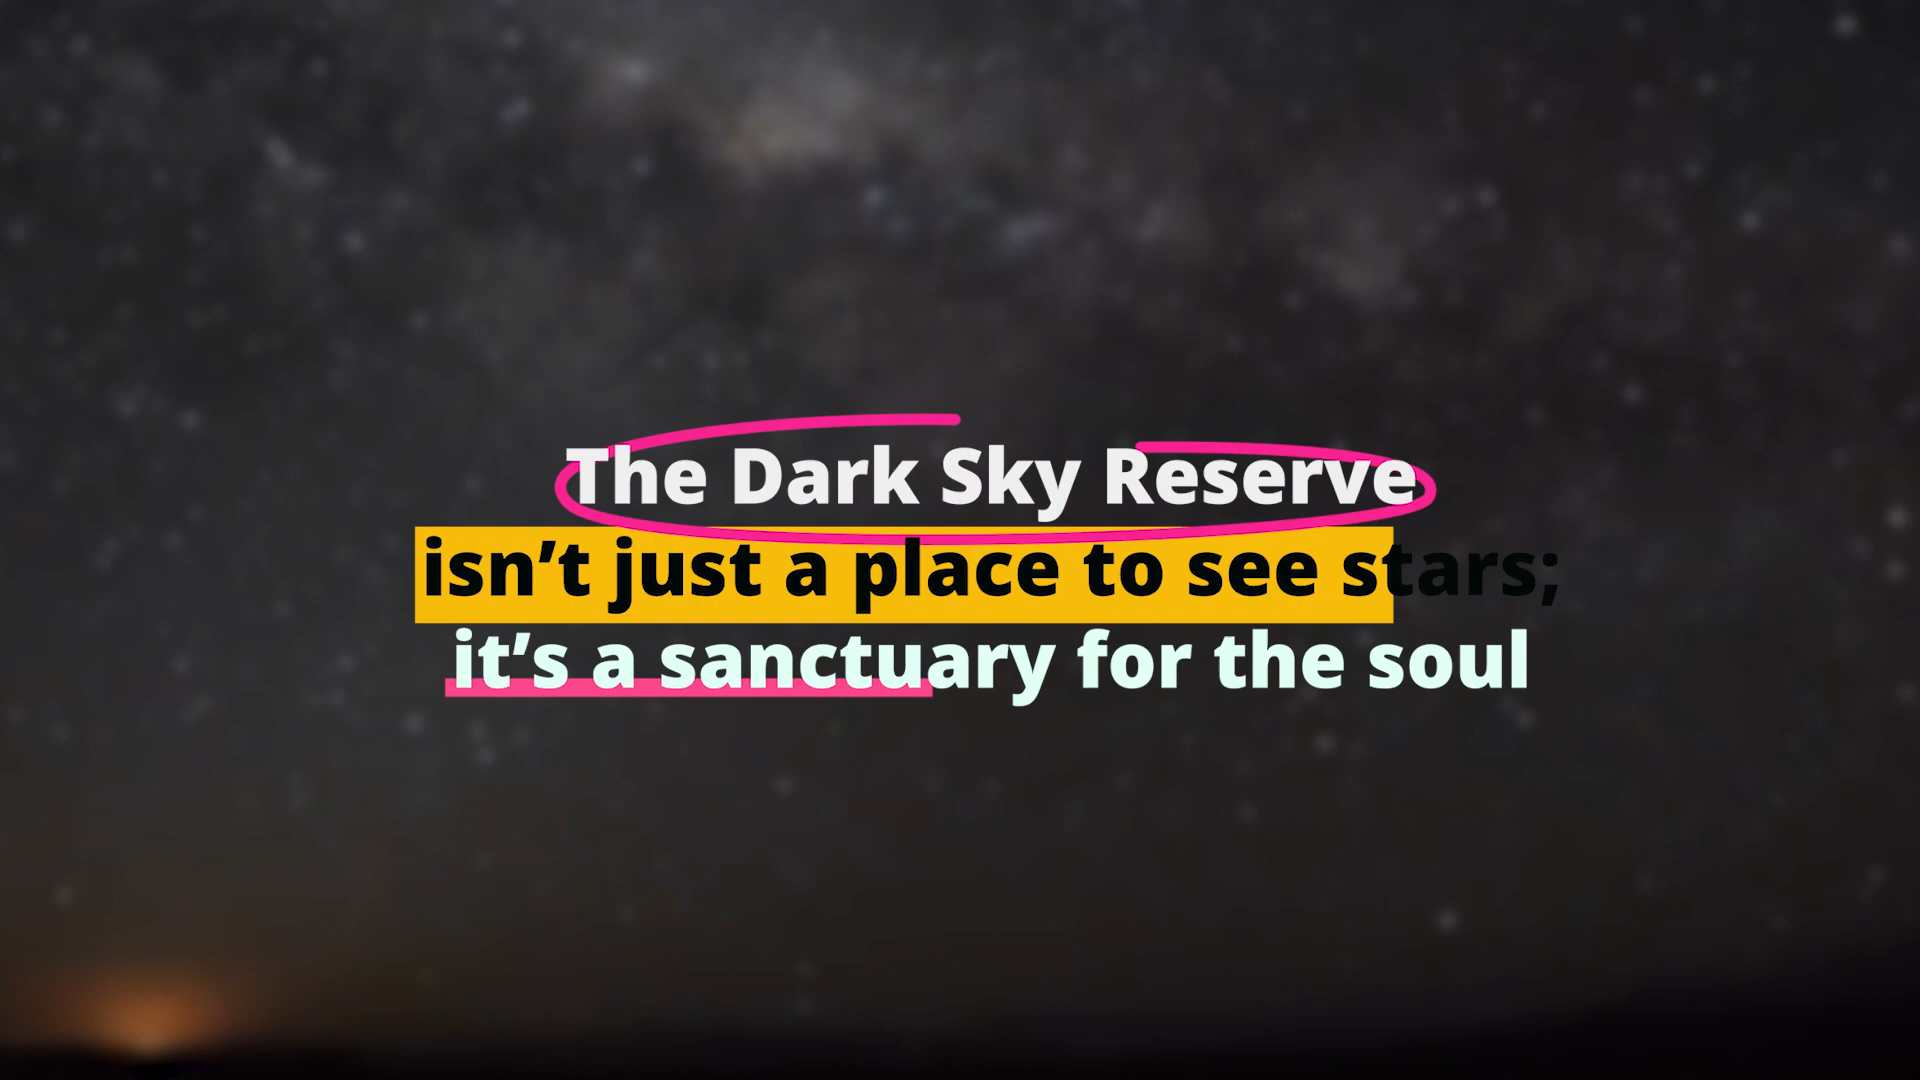 The Dark Sky Reserve
isn’t just a place to see stars;
it’s a sanctuary for the soul